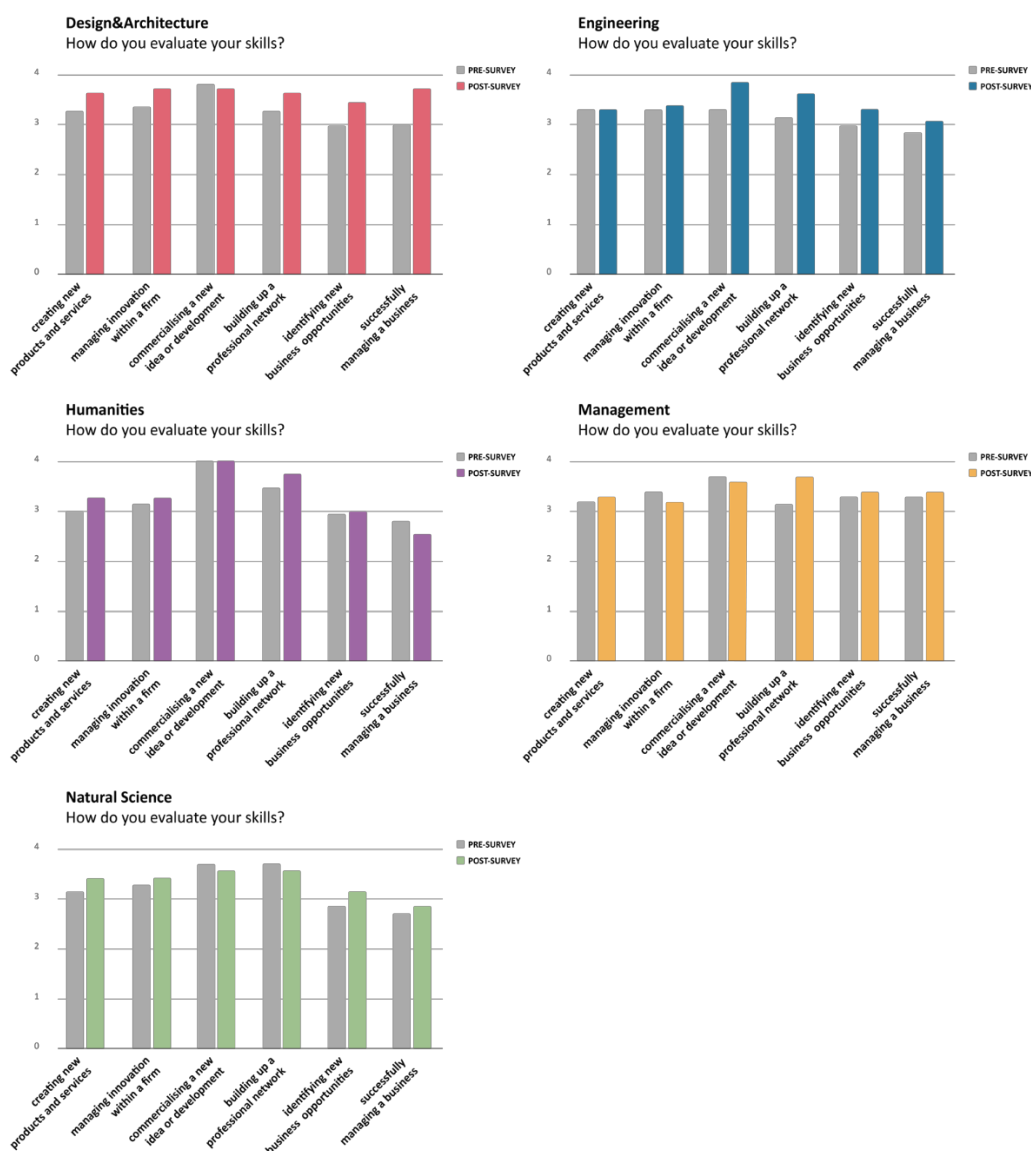 Design&Architecture
How do you evaluate your skills?
4
3
2
1
0
PRE-SURVEY
POST-SURVEY
creating new
products and services
managing innovation
within a firm
commercialising a new
idea or development
building up a
professional network
identifying new
business opportunities
successfully
managing a business
Engineering
How do you evaluate your skills?
4
3
2
1
0
PRE-SURVEY
POST-SURVEY
creating new
products and services
managing innovation
within a firm
commercialising a new
idea or development
building up a
professional network
identifying new
business opportunities
successfully
managing a business
Humanities
How do you evaluate your skills?
4
3
2
1
0
PRE-SURVEY
POST-SURVEY
creating new
products and services
managing innovation
within a firm
commercialising a new
idea or development
building up a
professional network
identifying new
business opportunities
successfully
managing a business
Management
How do you evaluate your skills?
4
3
2
1
0
PRE-SURVEY
POST-SURVEY
creating new
products and services
managing innovation
within a firm
commercialising a new
idea or development
building up a
professional network
identifying new
business opportunities
successfully
managing a business
Natural Science
How do you evaluate your skills?
4
3
2
1
0
PRE-SURVEY
POST-SURVEY
creating new
products and services
managing innovation
within a firm
commercialising a new
idea or development
building up a
professional network
identifying new
business opportunities
successfully
managing a business